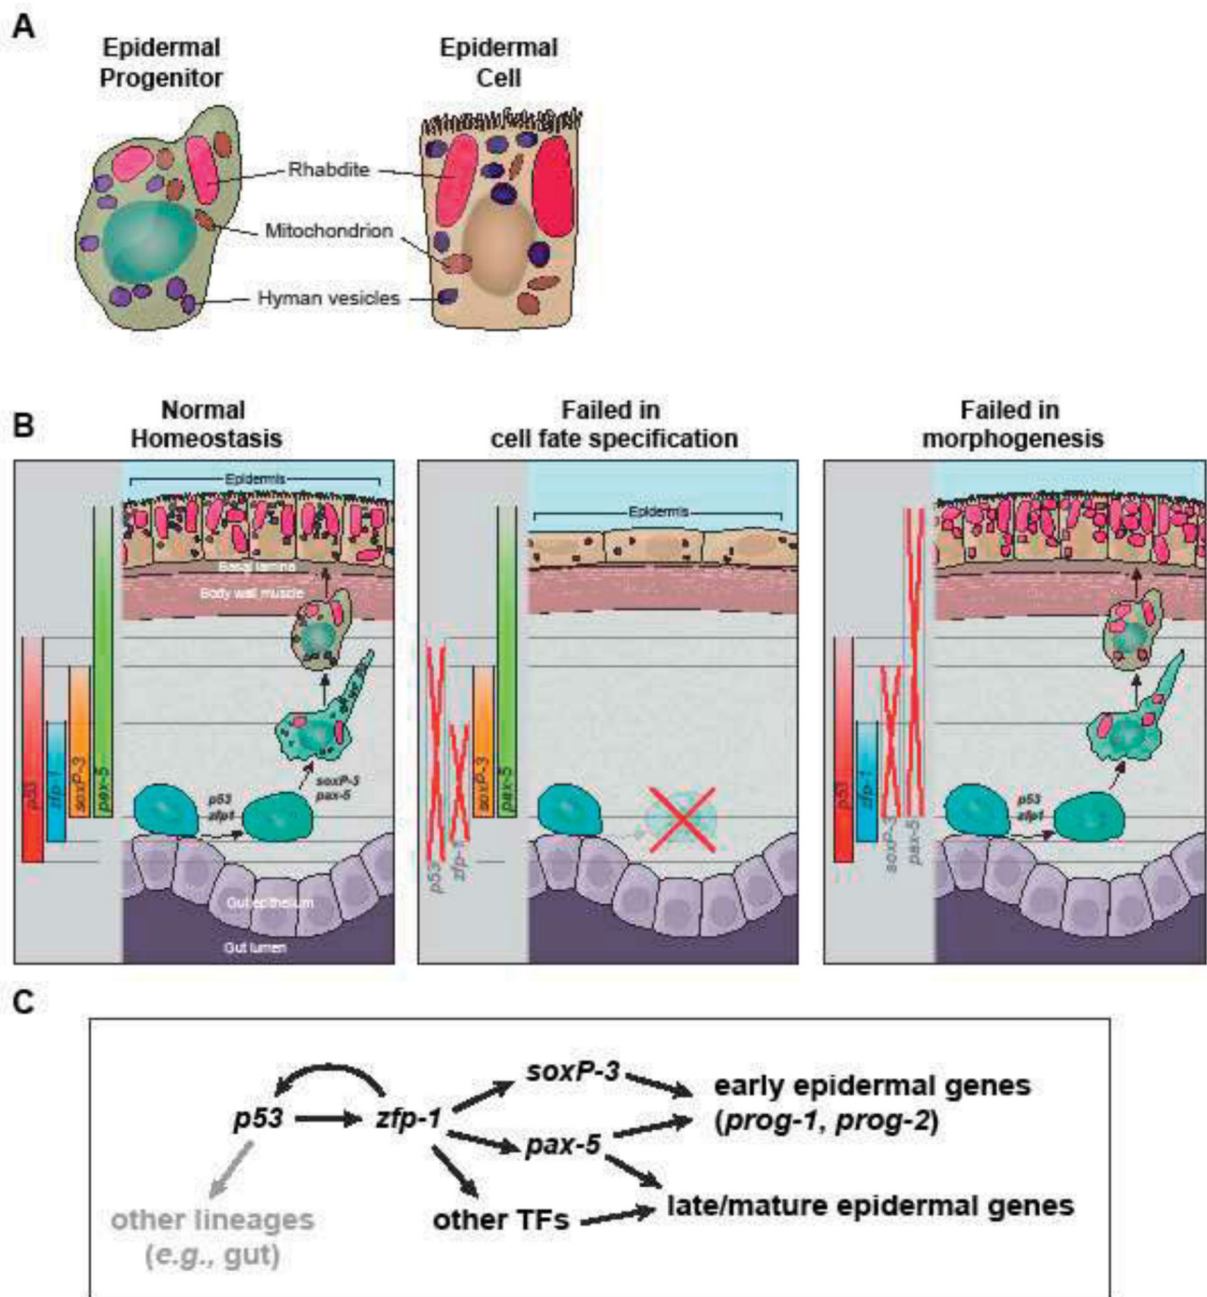 A
Epidermal
Progenitor
Epidermal
Cell
Rhabdite
Mitochondrion
Hyman vesicles
B
Normal
Homeostasis
Failed in
cell fate specification
Failed in
morphogenesis
Epidermis
Basal lamina
Body wall muscle
p53
zfp-1
soxP-3
pax-5
p53
zfp1
soxP-3
pax-5
Gut epithelium
Gut lumen
Epidermis
p53
zfp-1
soxP-3
pax-5
p53
zfp-1
soxP-3
pax-5
p53
zfp1
C
p53
zfp-1
soxP-3
pax-5
early epidermal genes
(prog-1, prog-2)
other lineages
(e.g., gut)
other TFs
late/mature epidermal genes